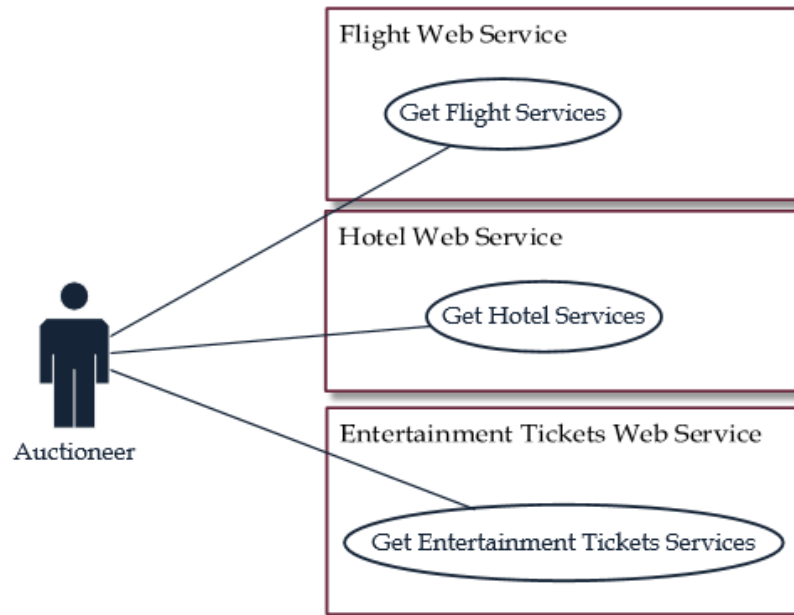 Flight Web Service
Get Flight Services
Hotel Web Service
Get Hotel Services
Auctioneer
Entertainment Tickets Web Service
Get Entertainment Tickets Services